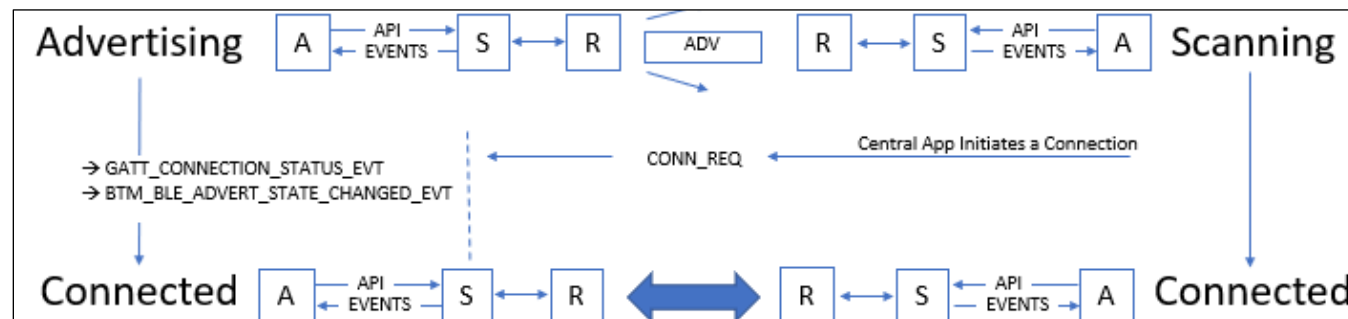 Advertising A API EVENTS S R ADV R S API EVENTS A Scanning
CONN_REQ Central App Initiates a Connection
→ GATT_CONNECTION_STATUS_EVT
→ BTM_BLE_ADVERT_STATE_CHANGED_EVT
Connected A API EVENTS S R R S API EVENTS A Connected